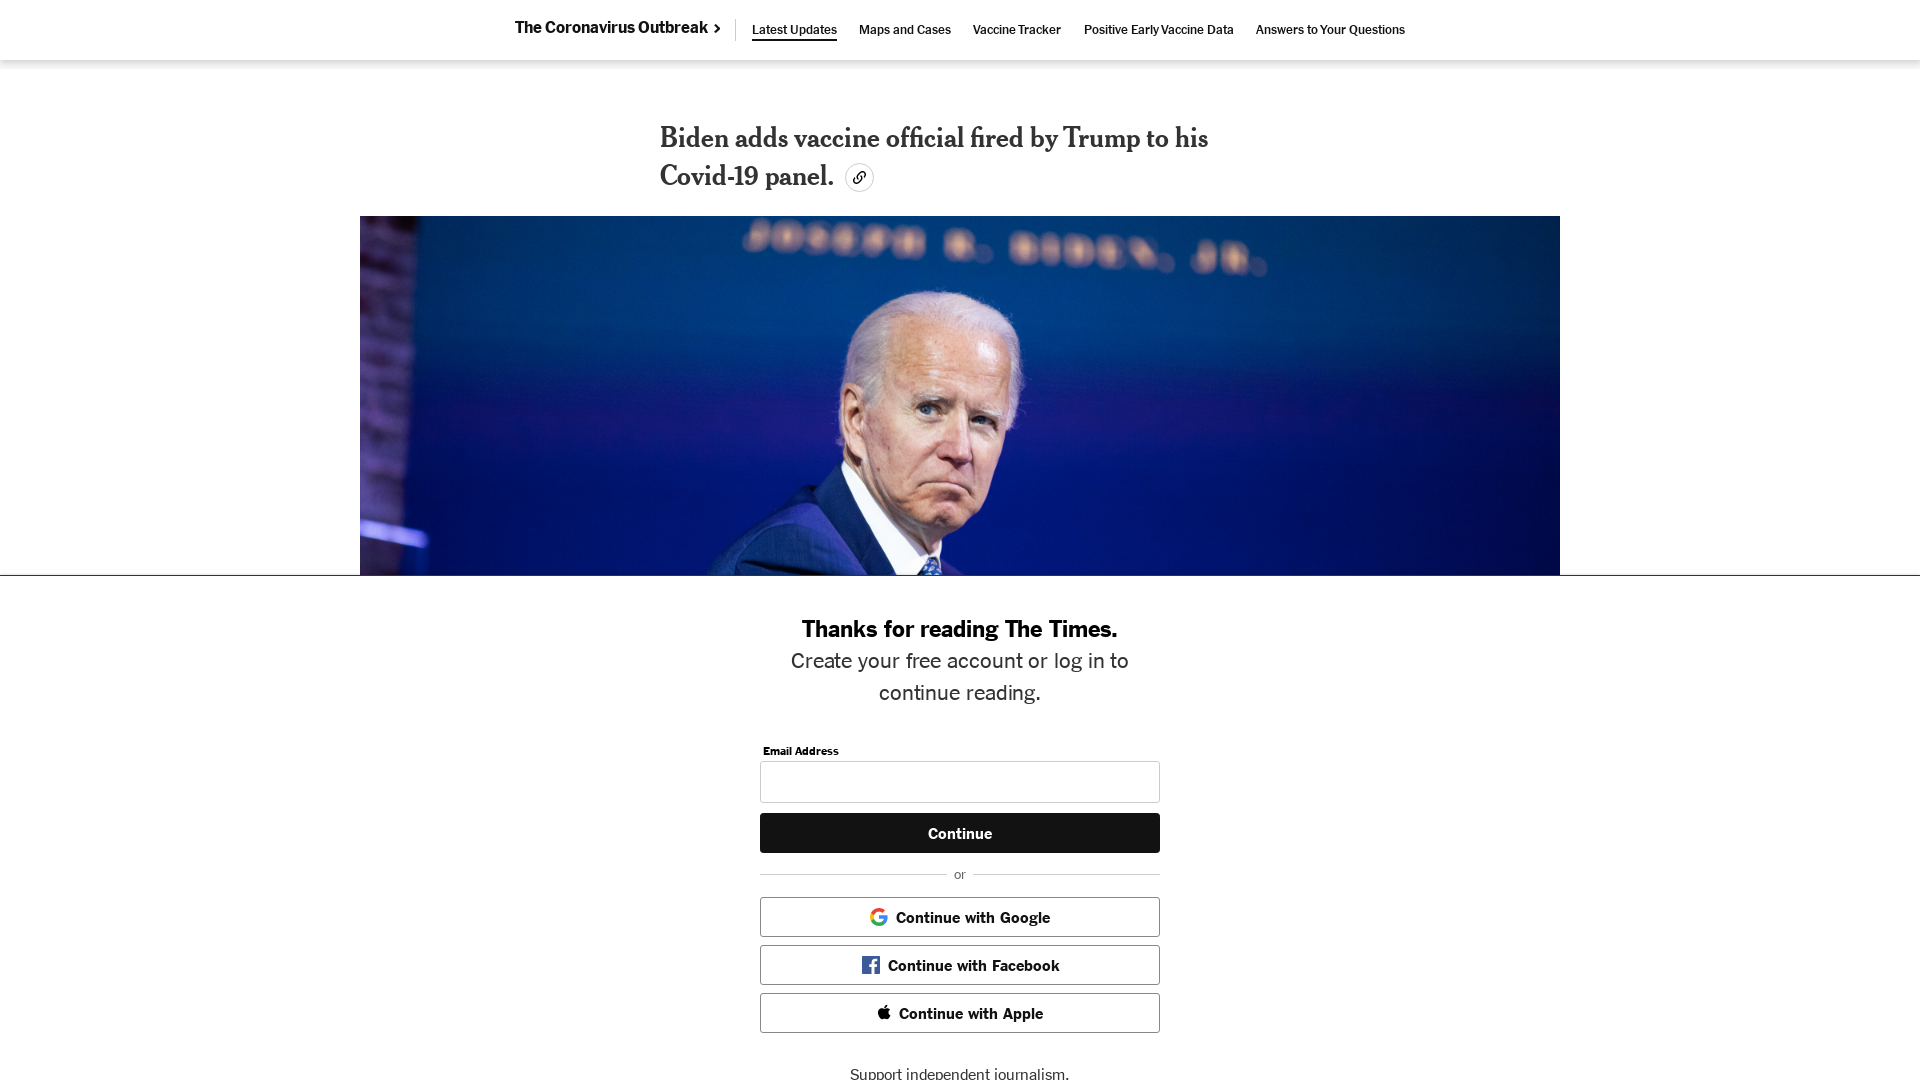 The Coronavirus Outbreak
Latest Updates
Maps and Cases
Vaccine Tracker
Positive Early Vaccine Data
Answers to Your Questions
Biden adds vaccine official fired by Trump to his
Covid-19 panel.
JOSEPH R. BIDEN, JR.
Thanks for reading The Times.
Create your free account or log in to
continue reading.
Email Address
Continue
or
Continue with Google
Continue with Facebook
Continue with Apple
Support independent journalism.